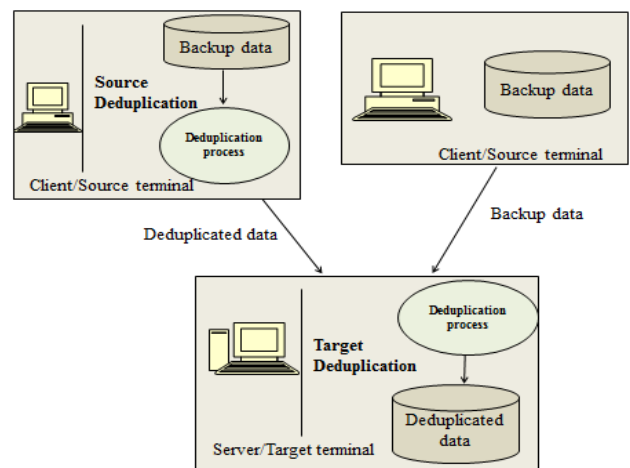 Backup data
Source
Deduplication
Deduplication
process
Client/Source terminal
Backup data
Client/Source terminal
Deduplicated data
Backup data
Deduplication
process
Target
Deduplication
Deduplicated
data
Server/Target terminal